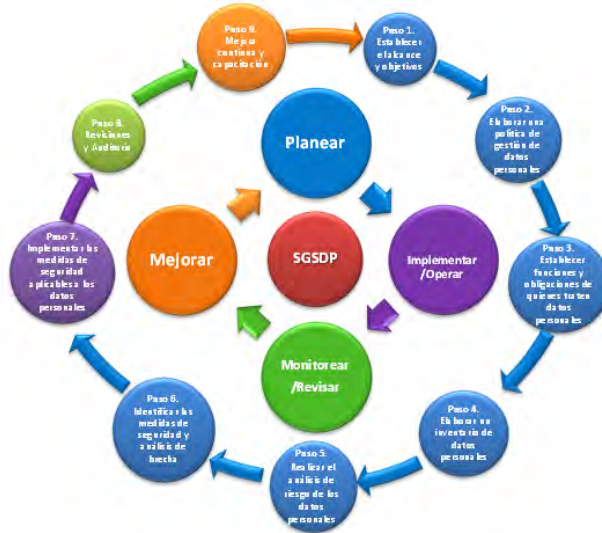 Paso 1.
Establecer
el alcance
y objetivos
Paso 2.
Elaborar una
política de
gestión de
datos
personales
Paso 3.
Establecer
funciones y
obligaciones de
quienes traten
datos
personales
Paso 4.
Elaborar un
inventario de
datos
personales
Paso 5.
Realizar el
análisis de
riesgo de los
datos
personales
Paso 6.
Identificar las
medidas de
seguridad y
análisis de
brecha
Paso 7.
Implementar las
medidas de
seguridad
aplicables a los
datos
personales
Paso 8.
Revisiones
y Auditoría
Paso 9.
Mejora
continua y
capacitación
Planear
Implementar
/Operar
Monitorear
/Revisar
Mejorar
SGSDP